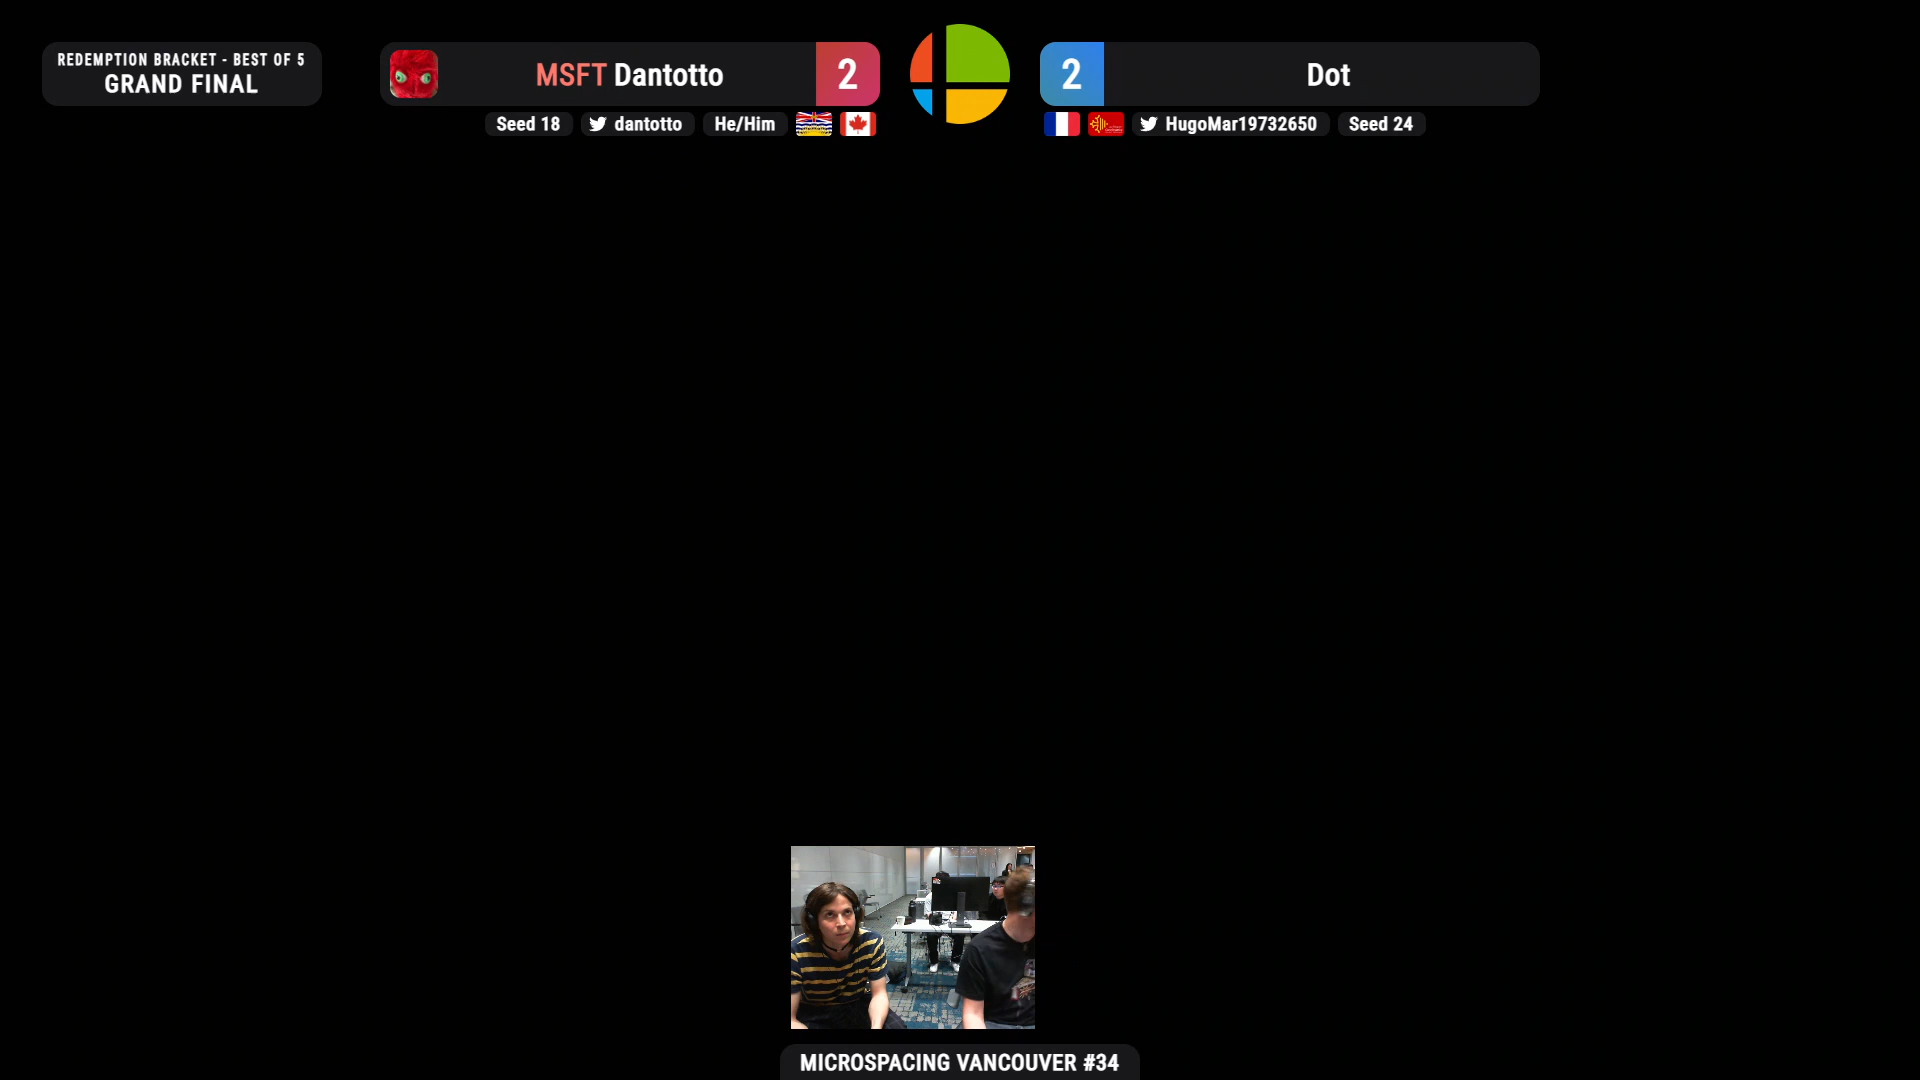 REDEMPTION BRACKET - BEST OF 5
GRAND FINAL
MSFT Dantotto 2
2 Dot
Seed 18 dantotto He/Him
HugoMar19732650 Seed 24
MICROSPACING VANCOUVER #34